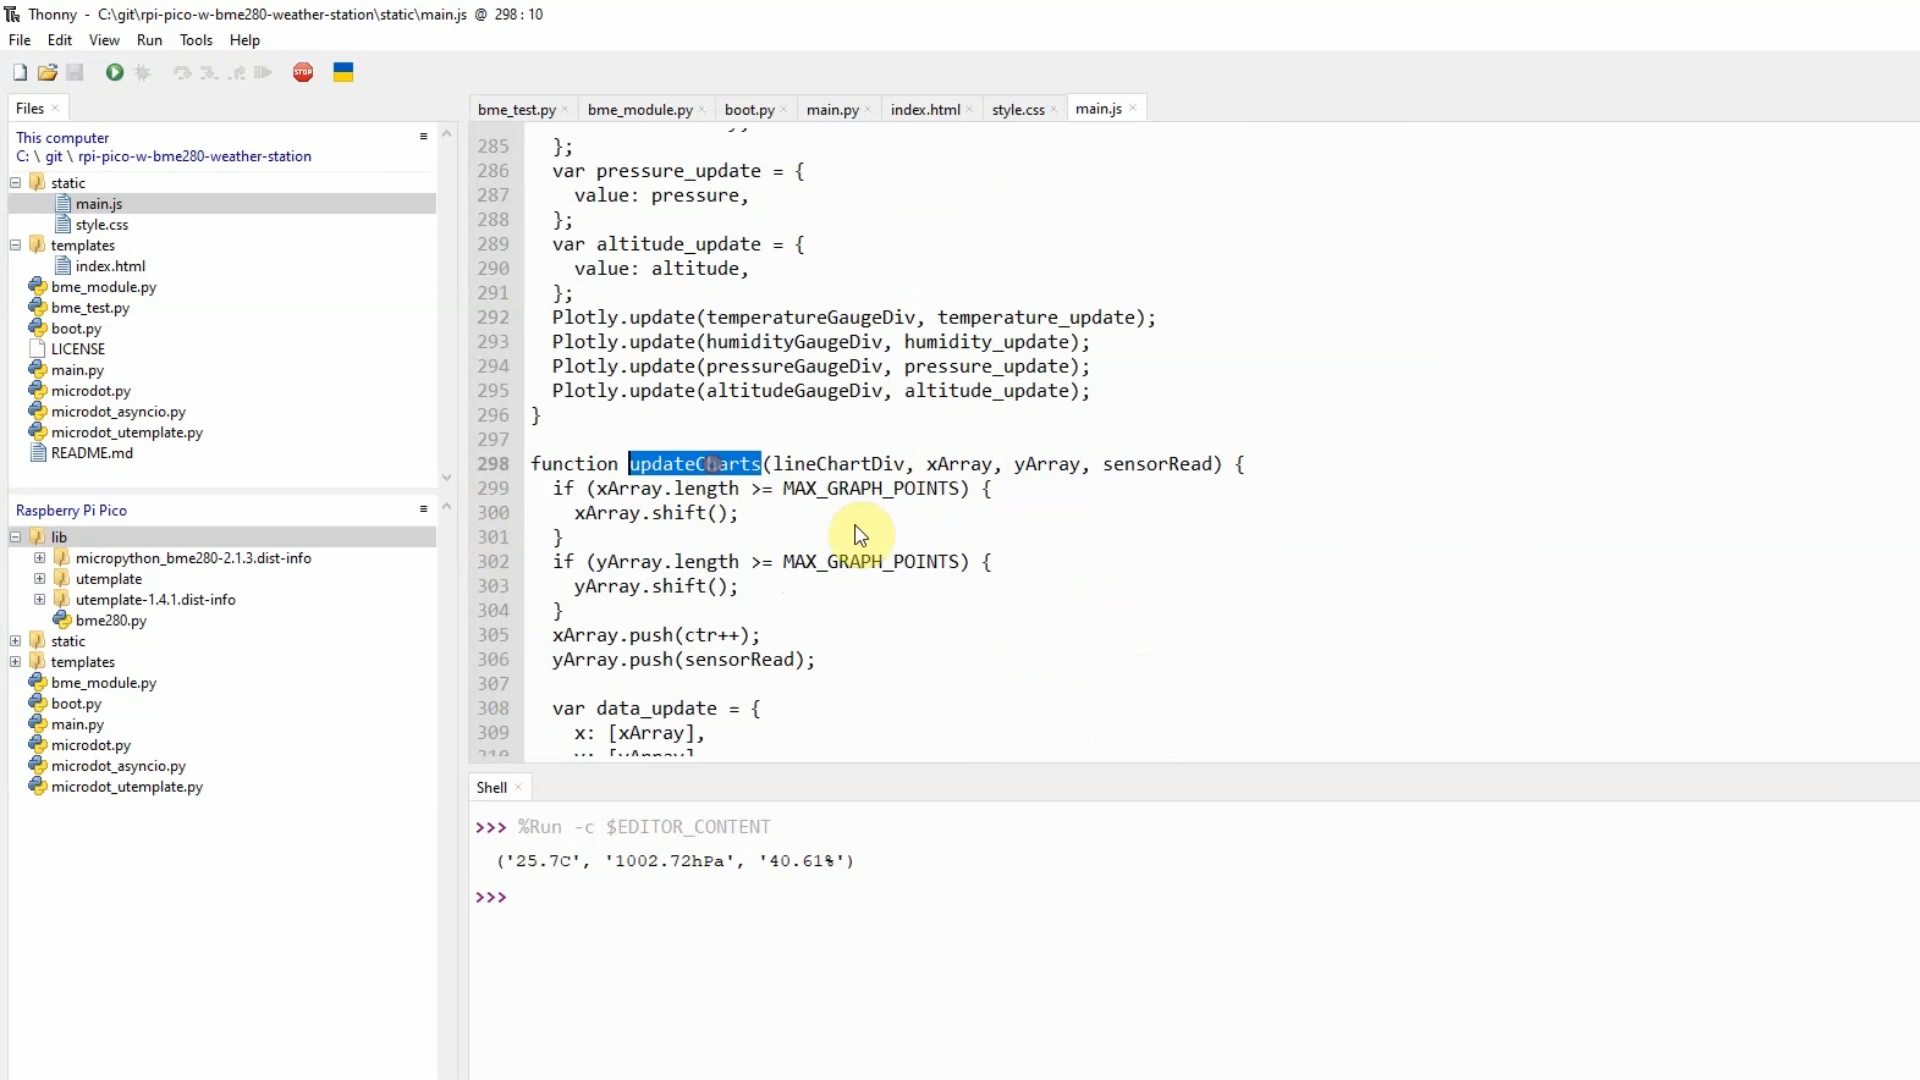 Thonny - C:\git\rpi-pico-w-bme280-weather-station\static\main.js @ 298 : 10
File Edit View Run Tools Help
STOP
Files
This computer
C: \ git \ rpi-pico-w-bme280-weather-station
static
main.js
style.css
templates
index.html
bme_module.py
bme_test.py
boot.py
LICENSE
main.py
microdot.py
microdot_asyncio.py
microdot_utemplate.py
README.md
Raspberry Pi Pico
lib
micropython_bme280-2.1.3.dist-info
utemplate
utemplate-1.4.1.dist-info
bme280.py
static
templates
bme_module.py
boot.py
main.py
microdot.py
microdot_asyncio.py
microdot_utemplate.py
bme_test.py bme_module.py boot.py main.py index.html style.css main.js
285 };
286 var pressure_update = {
287 value: pressure,
288 };
289 var altitude_update = {
290 value: altitude,
291 };
292 Plotly.update(temperatureGaugeDiv, temperature_update);
293 Plotly.update(humidityGaugeDiv, humidity_update);
294 Plotly.update(pressureGaugeDiv, pressure_update);
295 Plotly.update(altitudeGaugeDiv, altitude_update);
296 }
297
298 function updateCharts(lineChartDiv, xArray, yArray, sensorRead) {
299 if (xArray.length >= MAX_GRAPH_POINTS) {
300 xArray.shift();
301 }
302 if (yArray.length >= MAX_GRAPH_POINTS) {
303 yArray.shift();
304 }
305 xArray.push(ctr++);
306 yArray.push(sensorRead);
307
308 var data_update = {
309 x: [xArray],
Shell
>>> %Run -c $EDITOR_CONTENT
('25.7C', '1002.72hPa', '40.61%')
>>>